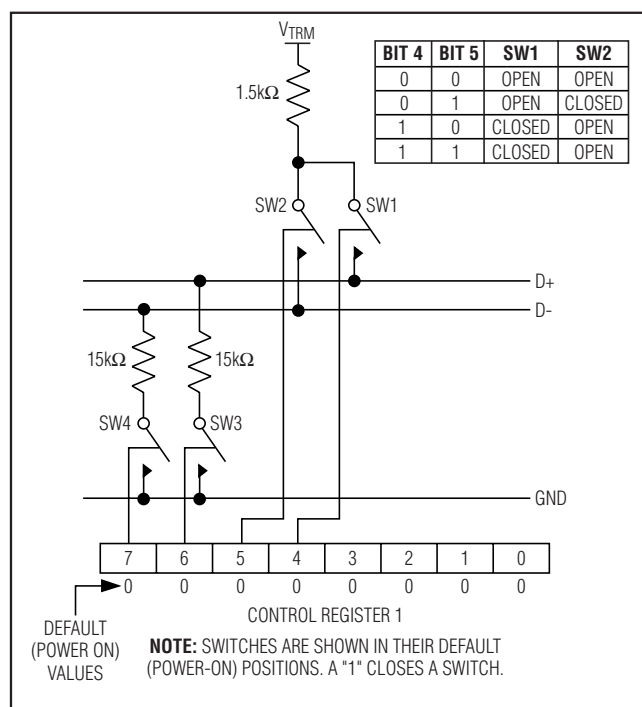 VTRM
BIT 4 BIT 5 SW1 SW2
0 0 OPEN OPEN
0 1 OPEN CLOSED
1 0 CLOSED OPEN
1 1 CLOSED OPEN
1.5kΩ
SW2
SW1
D+
D-
15kΩ
15kΩ
SW4
SW3
GND
7 6 5 4 3 2 1 0
0 0 0 0 0 0 0 0
DEFAULT
(POWER ON)
VALUES
CONTROL REGISTER 1
NOTE: SWITCHES ARE SHOWN IN THEIR DEFAULT
(POWER-ON) POSITIONS. A "1" CLOSES A SWITCH.